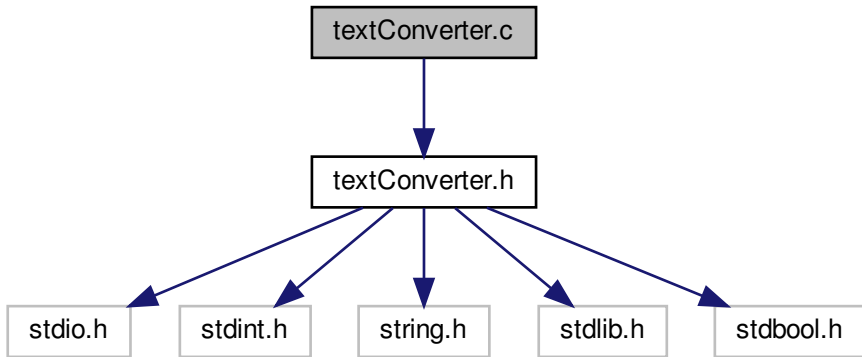 textConverter.c
textConverter.h
stdio.h
stdint.h
string.h
stdlib.h
stdbool.h